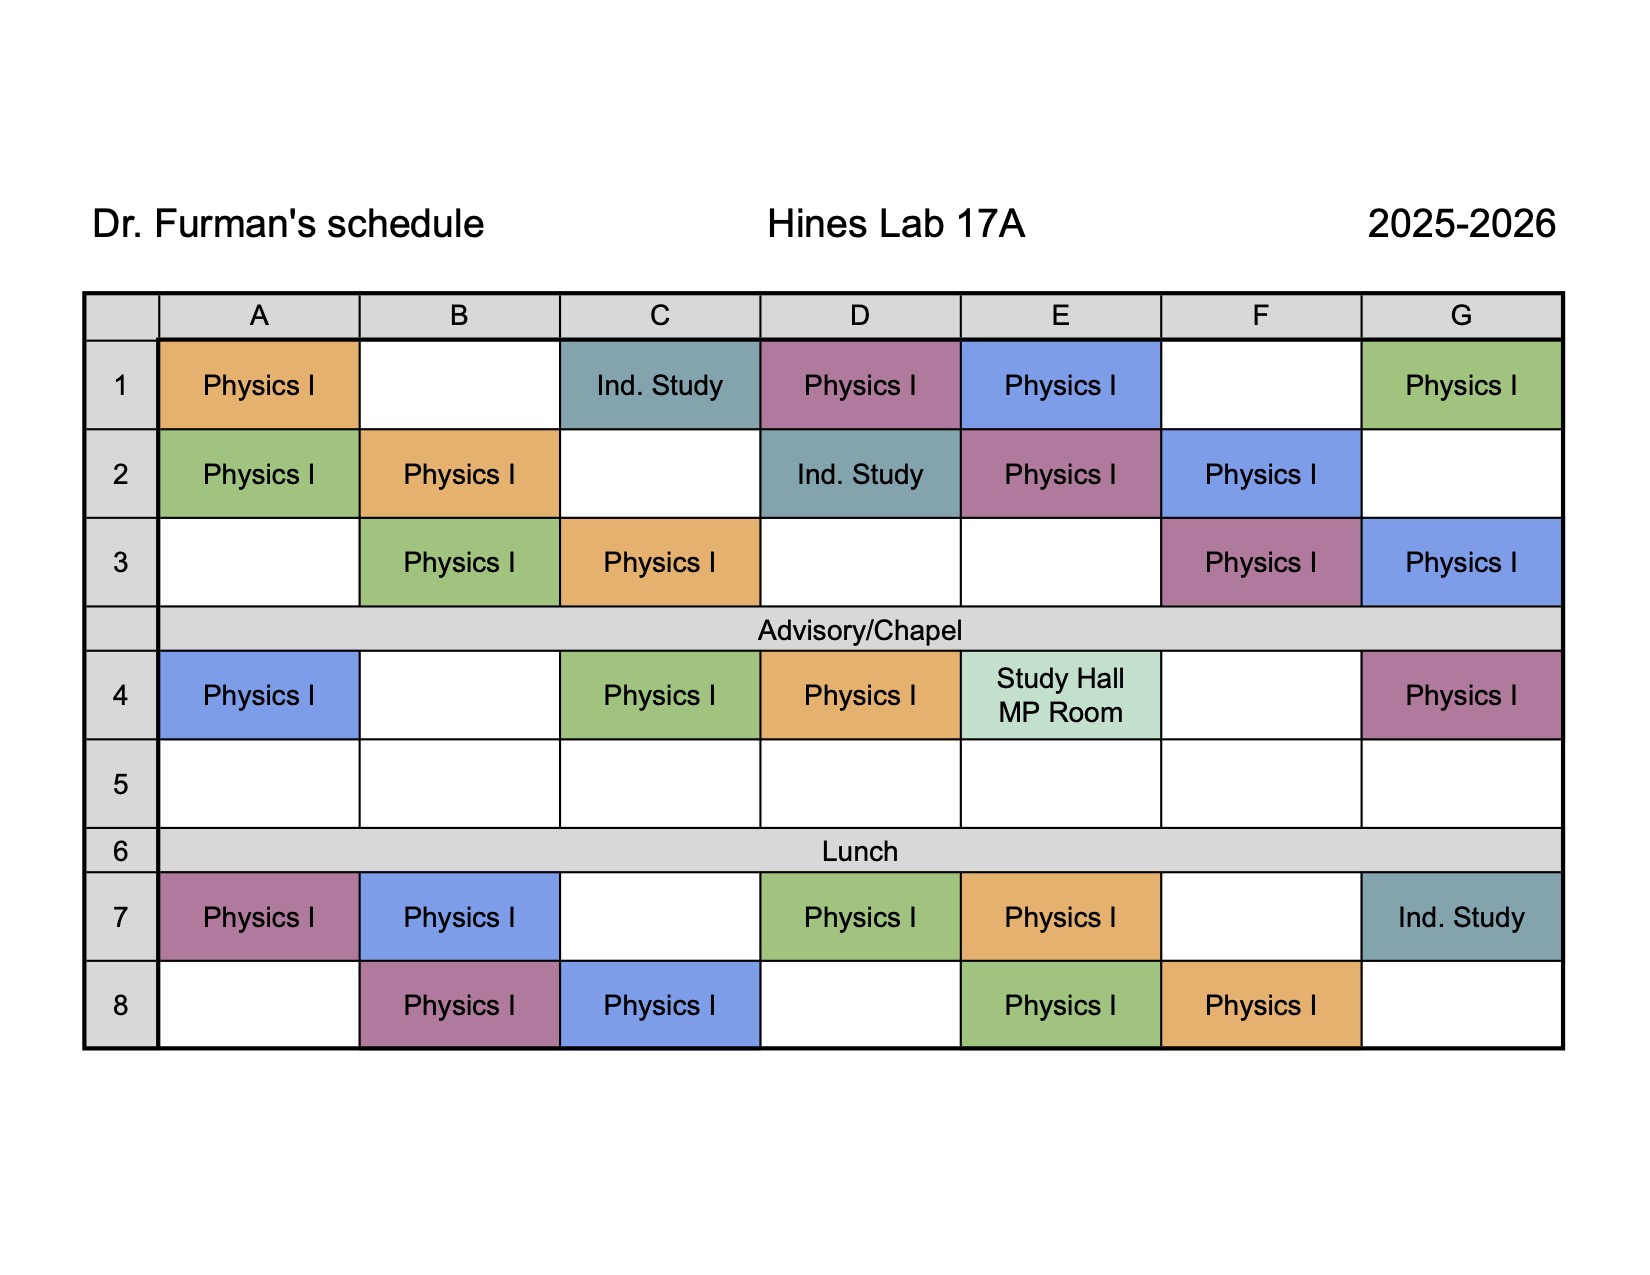 Dr. Furman's schedule Hines Lab 17A 2025-2026
A B C D E F G
1 Physics I Ind. Study Physics I Physics I Physics I
2 Physics I Physics I Ind. Study Physics I Physics I
3 Physics I Physics I Physics I Physics I
Advisory/Chapel
4 Physics I Physics I Physics I Study Hall MP Room Physics I
5
6 Lunch
7 Physics I Physics I Physics I Physics I Ind. Study
8 Physics I Physics I Physics I Physics I